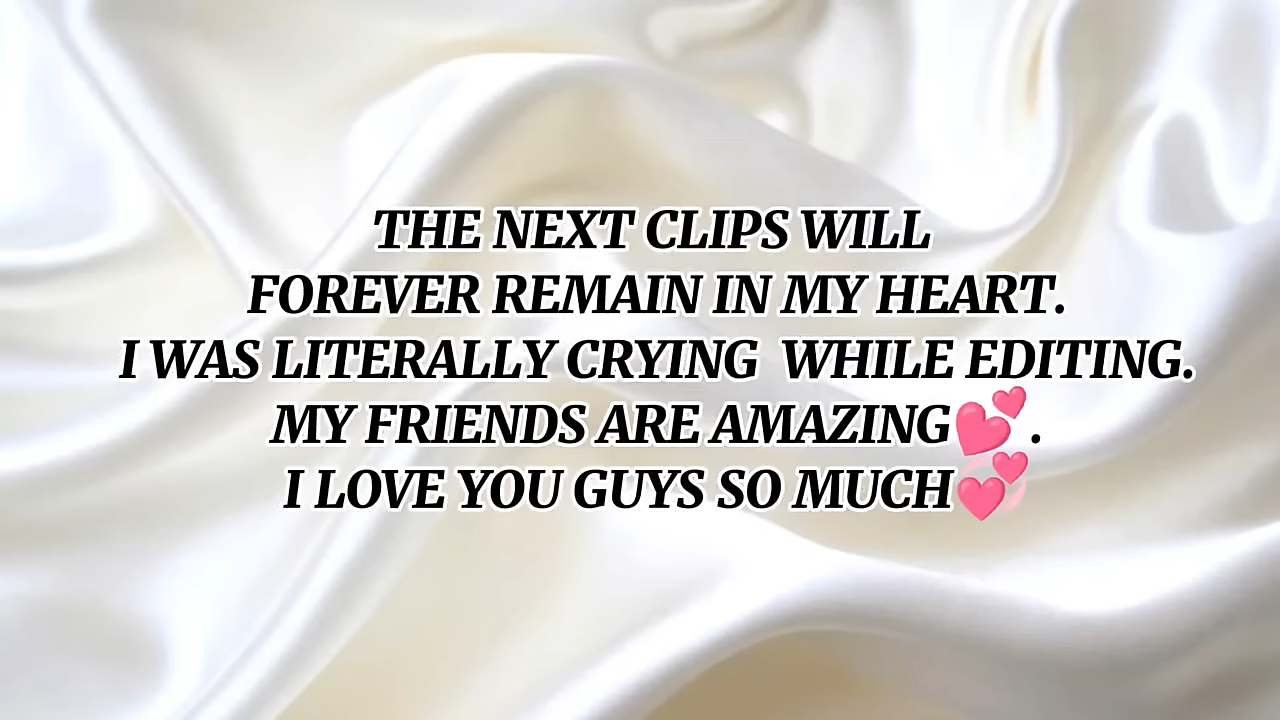 THE NEXT CLIPS WILL
FOREVER REMAIN IN MY HEART.
I WAS LITERALLY CRYING  WHILE EDITING.
MY FRIENDS ARE AMAZING💕.
I LOVE YOU GUYS SO MUCH💞